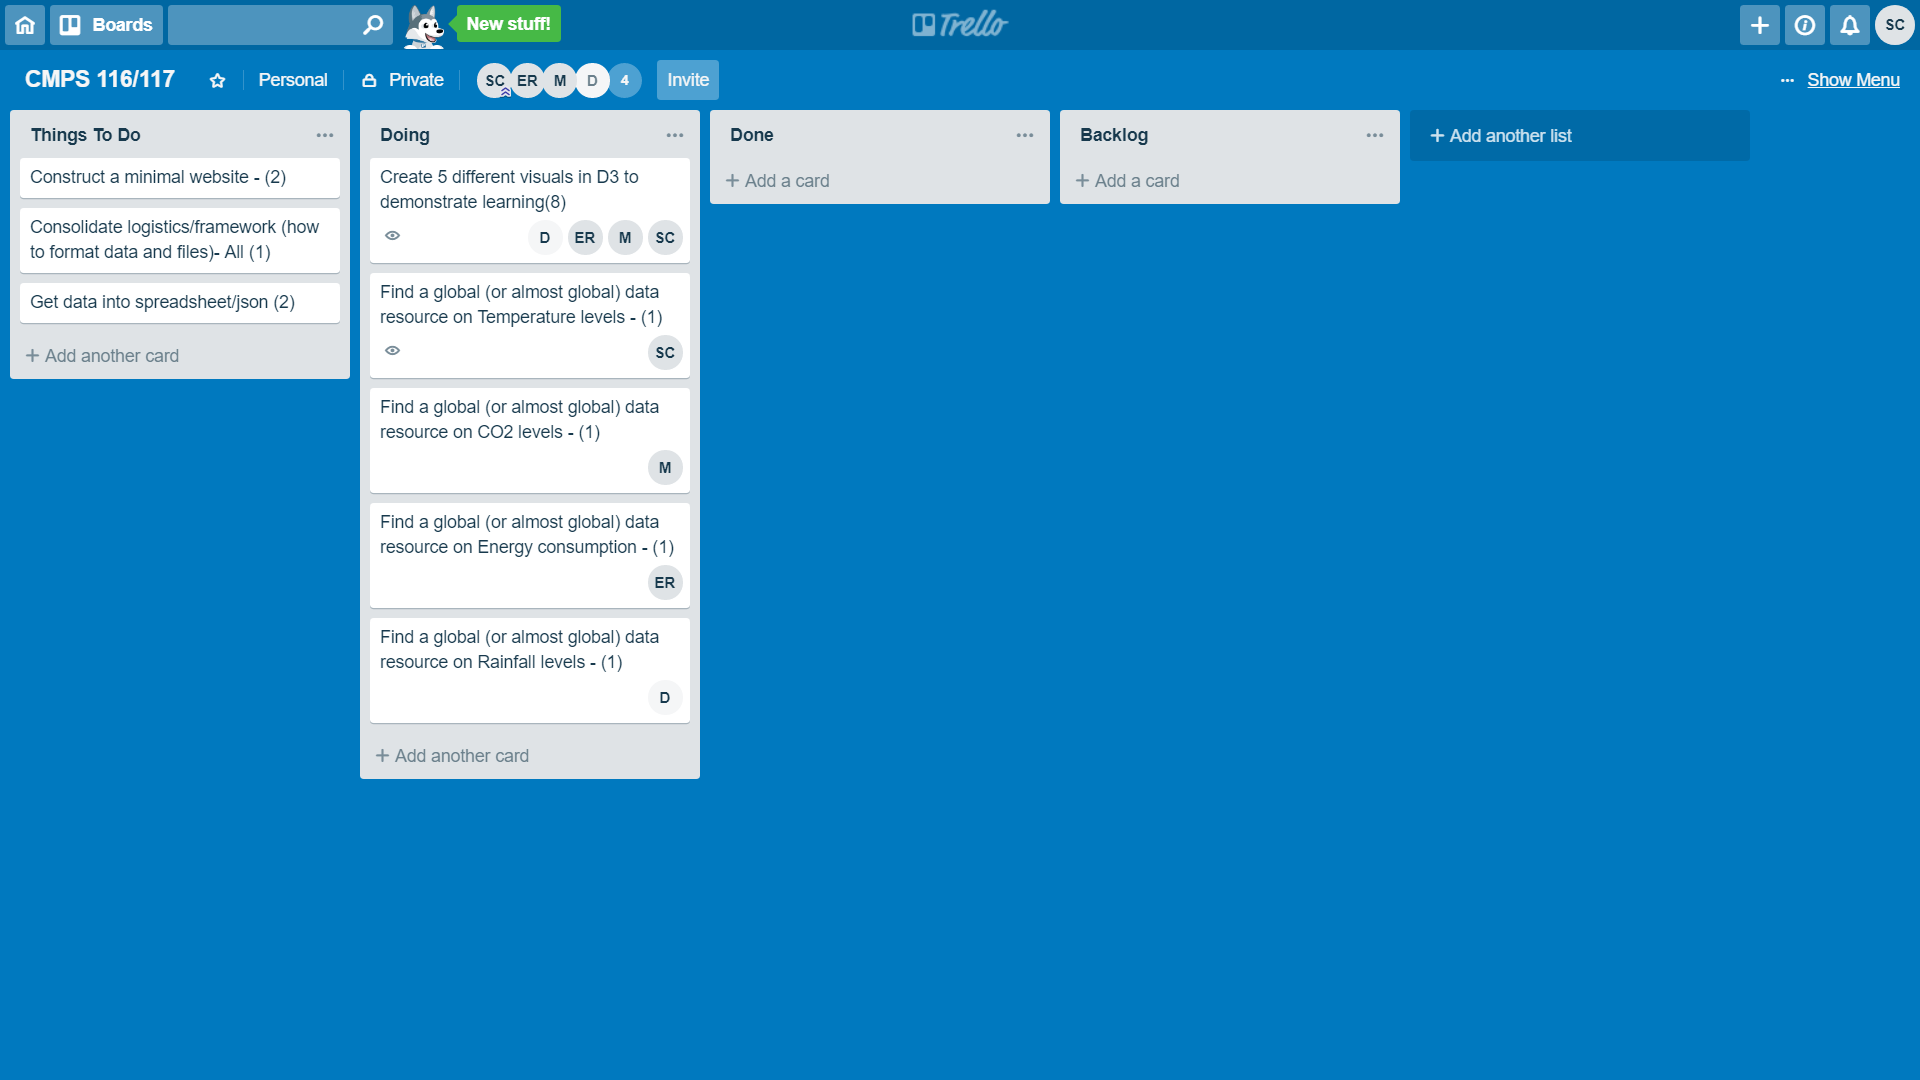 Boards
New stuff!
Trello
SC
CMPS 116/117
Personal
Private
SC ER M D 4
Invite
... Show Menu
Things To Do
Construct a minimal website - (2)
Consolidate logistics/framework (how
to format data and files)- All (1)
Get data into spreadsheet/json (2)
+ Add another card
Doing
Create 5 different visuals in D3 to
demonstrate learning(8)
D ER M SC
Find a global (or almost global) data
resource on Temperature levels - (1)
SC
Find a global (or almost global) data
resource on CO2 levels - (1)
M
Find a global (or almost global) data
resource on Energy consumption - (1)
ER
Find a global (or almost global) data
resource on Rainfall levels - (1)
D
+ Add another card
Done
+ Add a card
Backlog
+ Add a card
+ Add another list